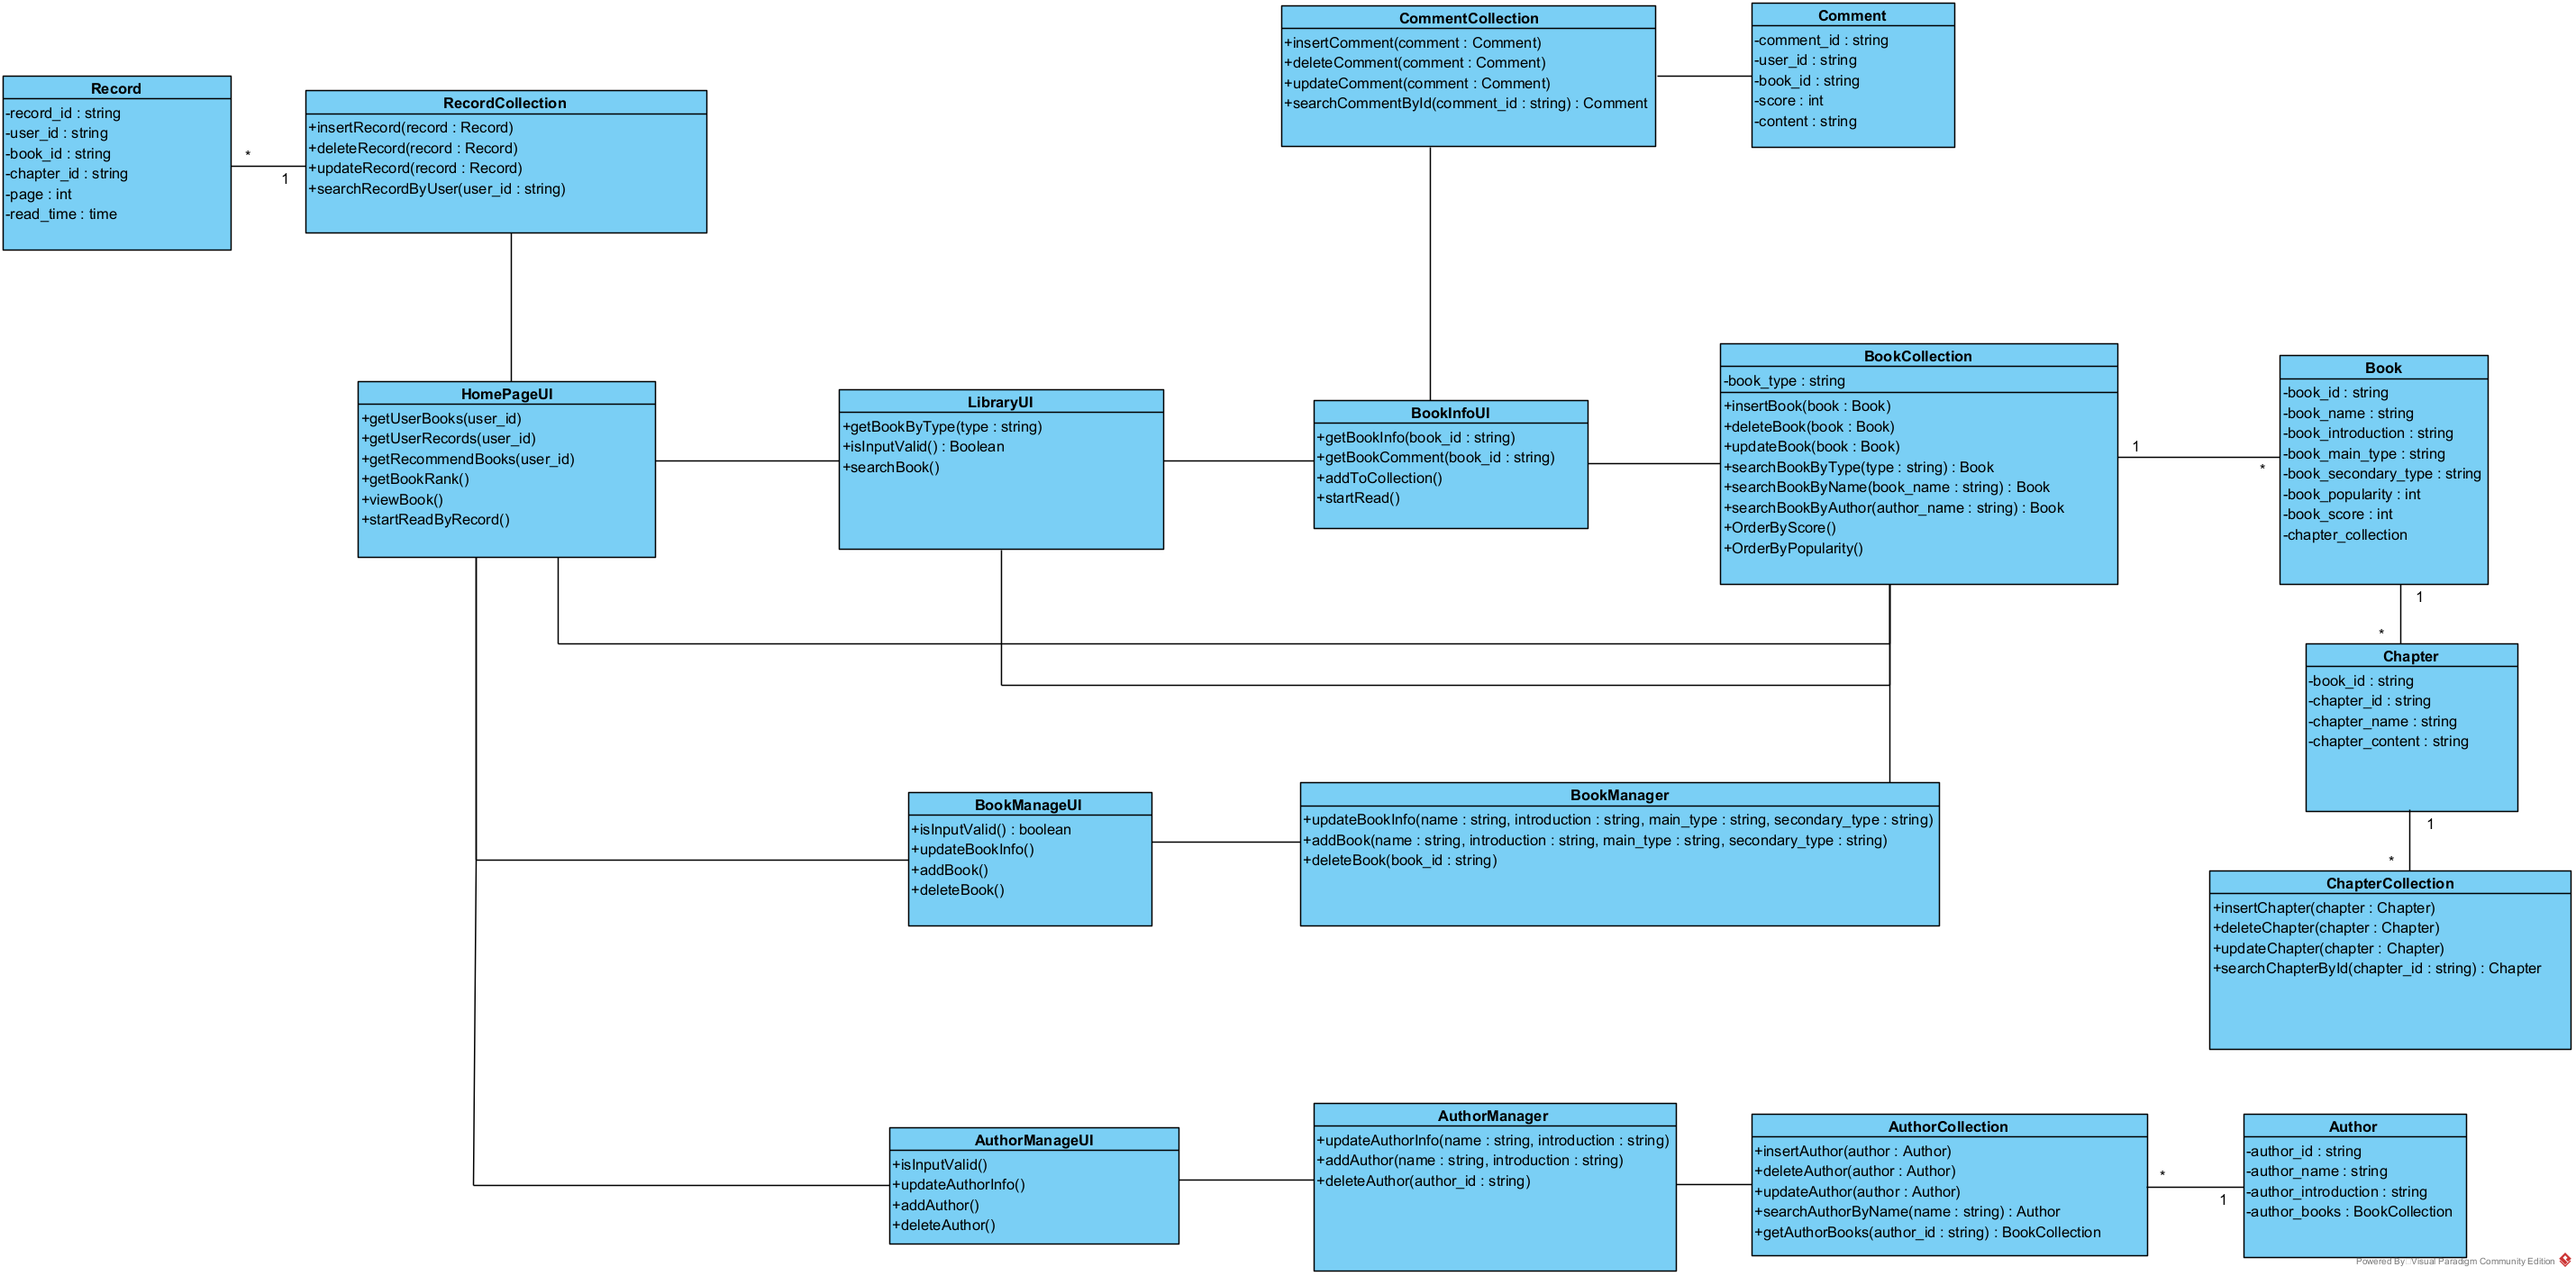 Record
-record_id : string
-user_id : string
-book_id : string
-chapter_id : string
-page : int
-read_time : time
*
1
RecordCollection
+insertRecord(record : Record)
+deleteRecord(record : Record)
+updateRecord(record : Record)
+searchRecordByUser(user_id : string)
CommentCollection
+insertComment(comment : Comment)
+deleteComment(comment : Comment)
+updateComment(comment : Comment)
+searchCommentById(comment_id : string) : Comment
Comment
-comment_id : string
-user_id : string
-book_id : string
-score : int
-content : string
HomePageUI
+getUserBooks(user_id)
+getUserRecords(user_id)
+getRecommendBooks(user_id)
+getBookRank()
+viewBook()
+startReadByRecord()
LibraryUI
+getBookByType(type : string)
+isInputValid() : Boolean
+searchBook()
BookInfoUI
+getBookInfo(book_id : string)
+getBookComment(book_id : string)
+addToCollection()
+startRead()
BookCollection
-book_type : string
+insertBook(book : Book)
+deleteBook(book : Book)
+updateBook(book : Book)
+searchBookByType(type : string) : Book
+searchBookByName(book_name : string) : Book
+searchBookByAuthor(author_name : string) : Book
+OrderByScore()
+OrderByPopularity()
1
*
Book
-book_id : string
-book_name : string
-book_introduction : string
-book_main_type : string
-book_secondary_type : string
-book_popularity : int
-book_score : int
-chapter_collection
1
*
Chapter
-book_id : string
-chapter_id : string
-chapter_name : string
-chapter_content : string
1
*
ChapterCollection
+insertChapter(chapter : Chapter)
+deleteChapter(chapter : Chapter)
+updateChapter(chapter : Chapter)
+searchChapterById(chapter_id : string) : Chapter
BookManageUI
+isInputValid() : boolean
+updateBookInfo()
+addBook()
+deleteBook()
BookManager
+updateBookInfo(name : string, introduction : string, main_type : string, secondary_type : string)
+addBook(name : string, introduction : string, main_type : string, secondary_type : string)
+deleteBook(book_id : string)
AuthorManageUI
+isInputValid()
+updateAuthorInfo()
+addAuthor()
+deleteAuthor()
AuthorManager
+updateAuthorInfo(name : string, introduction : string)
+addAuthor(name : string, introduction : string)
+deleteAuthor(author_id : string)
AuthorCollection
+insertAuthor(author : Author)
+deleteAuthor(author : Author)
+updateAuthor(author : Author)
+searchAuthorByName(name : string) : Author
+getAuthorBooks(author_id : string) : BookCollection
*
1
Author
-author_id : string
-author_name : string
-author_introduction : string
-author_books : BookCollection
Powered By: Visual Paradigm Community Edition